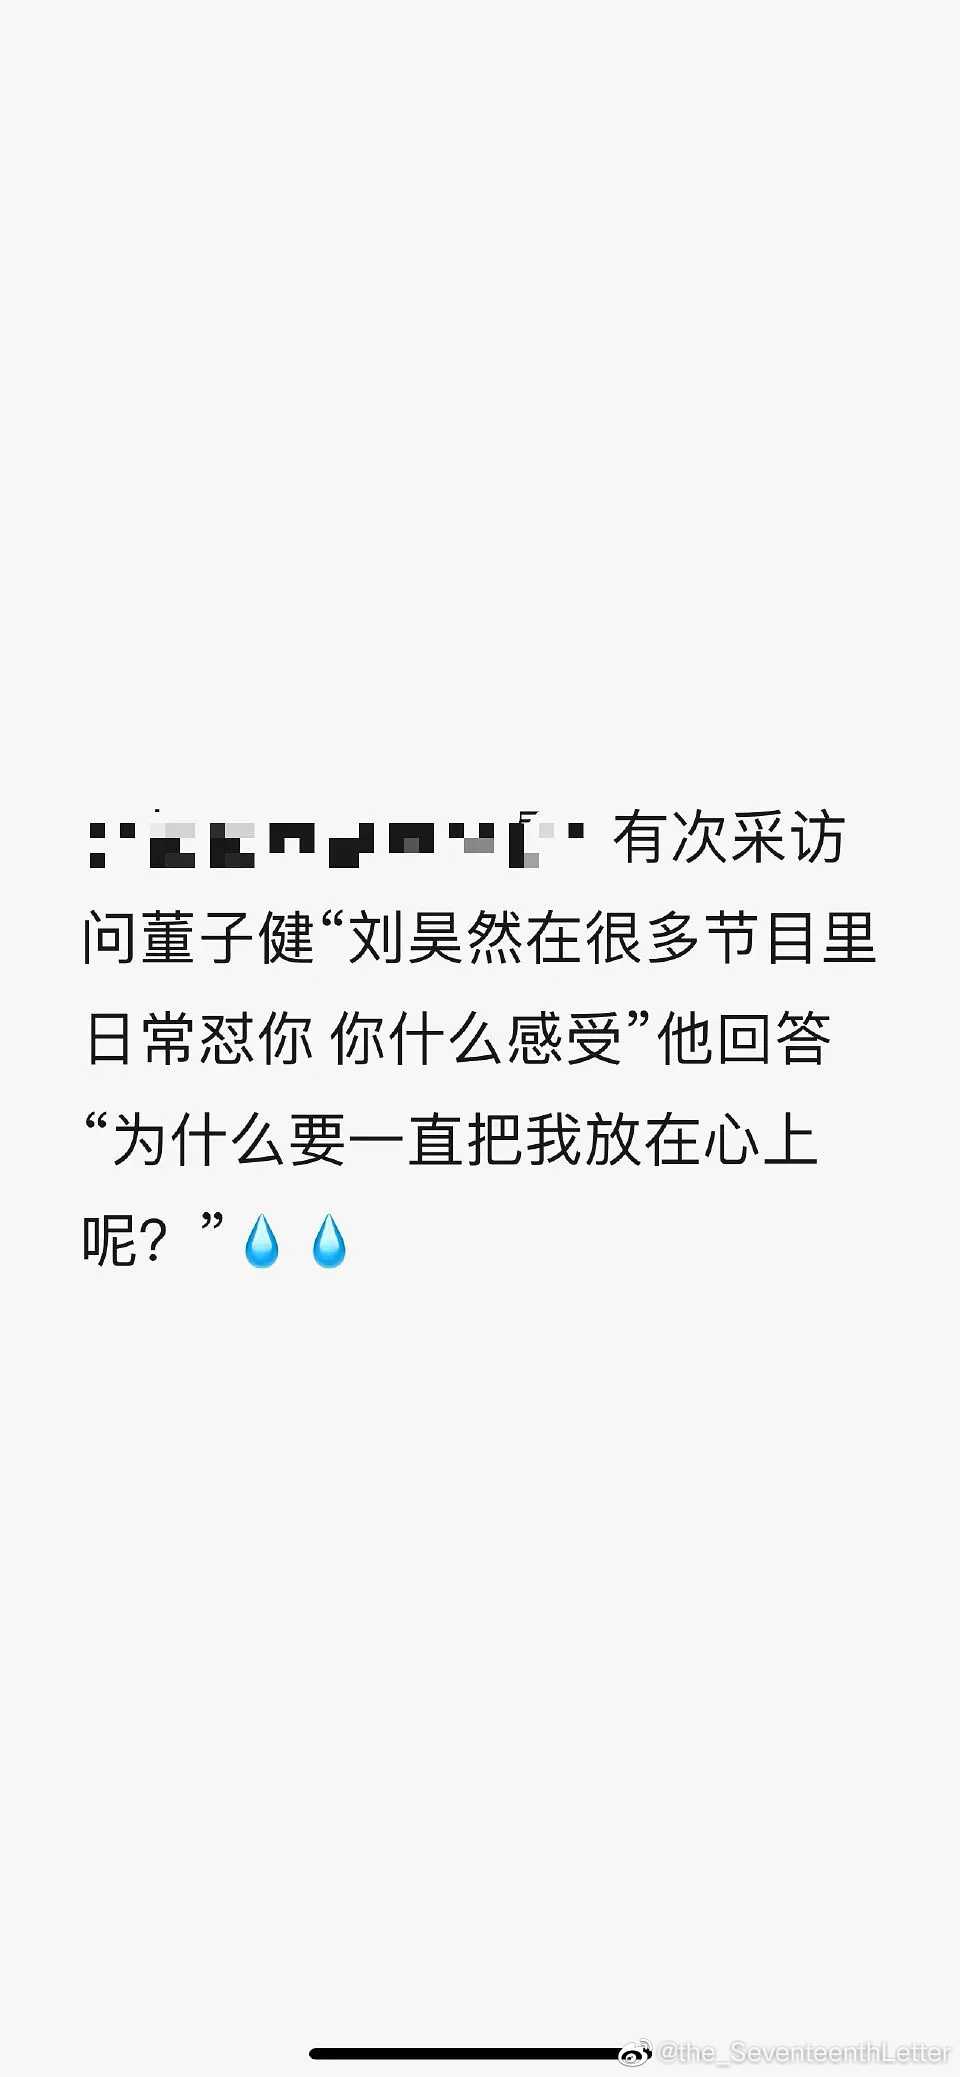 有次采访
问董子健“刘昊然在很多节目里
日常怼你 你什么感受”他回答
“为什么要一直把我放在心上
呢？”💧💧
@the_SeventeenthLetter